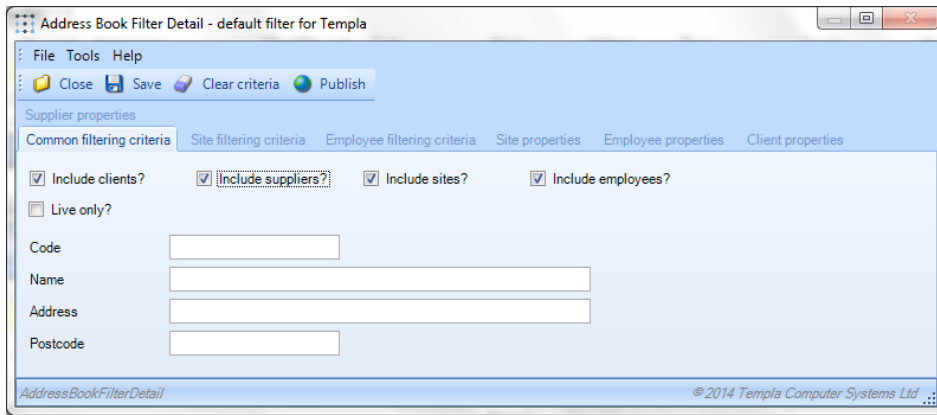 Address Book Filter Detail - default filter for Templa
File Tools Help
Close Save Clear criteria Publish
Supplier properties
Common filtering criteria Site filtering criteria Employee filtering criteria Site properties Employee properties Client properties
Include clients? Include suppliers? Include sites? Include employees?
Live only?
Code
Name
Address
Postcode
AddressBookFilterDetail © 2014 Templa Computer Systems Ltd